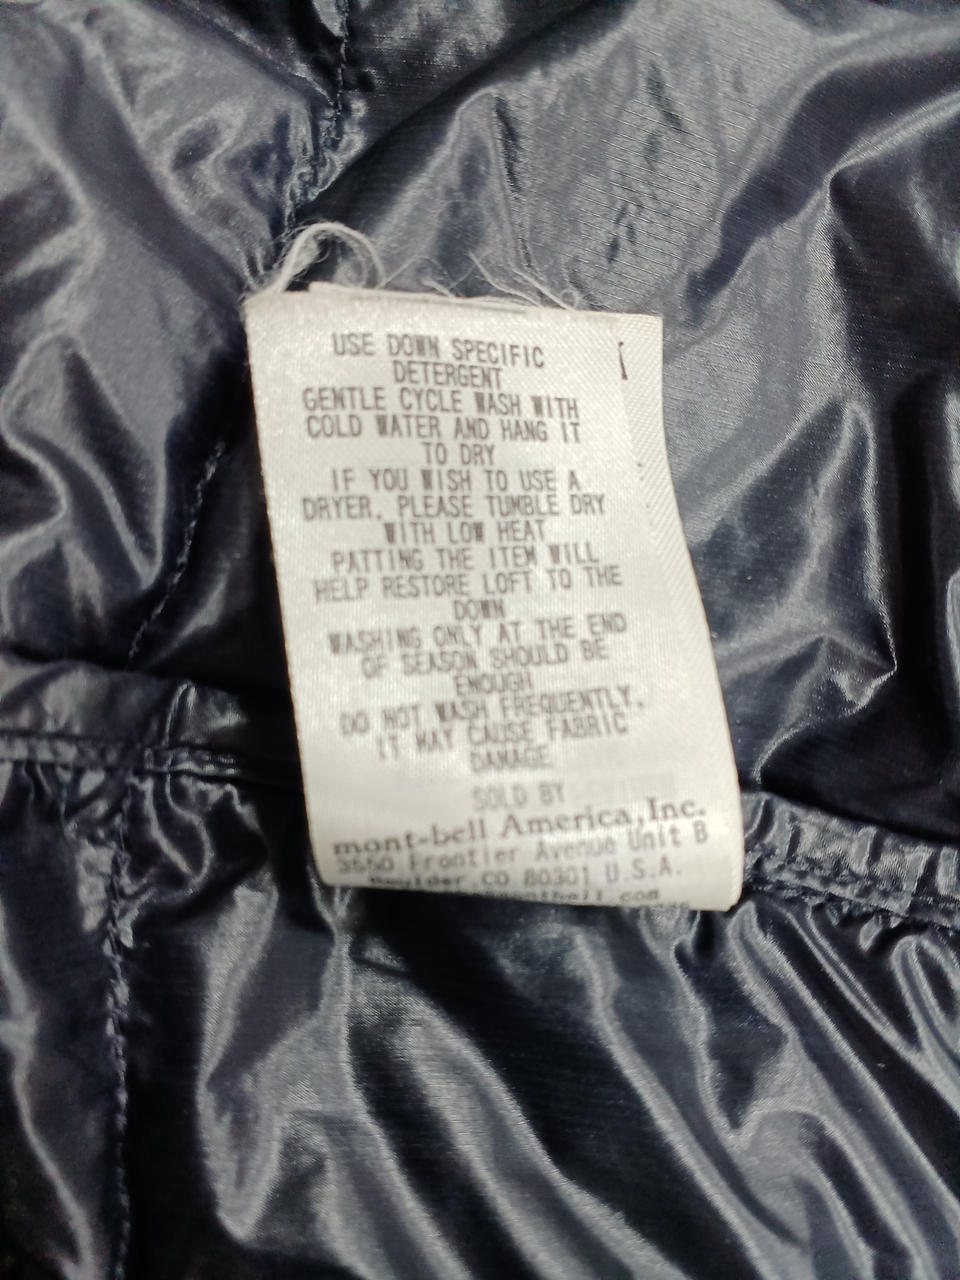 USE DOWN SPECIFIC
DETERGENT
GENTLE CYCLE WASH WITH
COLD WATER AND HANG IT
TO DRY
IF YOU WISH TO USE A
DRYER, PLEASE TUMBLE DRY
WITH LOW HEAT
PATTING THE ITEM WILL
HELP RESTORE LOFT TO THE
DOWN
WASHING ONLY AT THE END
OF SEASON SHOULD BE
ENOUGH
DO NOT WASH FREQUENTLY.
IT MAY CAUSE FABRIC
DAMAGE
SOLD BY
mont-bell America,Inc.
3550 Frontier Avenue Unit B
Boulder,CO 80301 U.S.A.